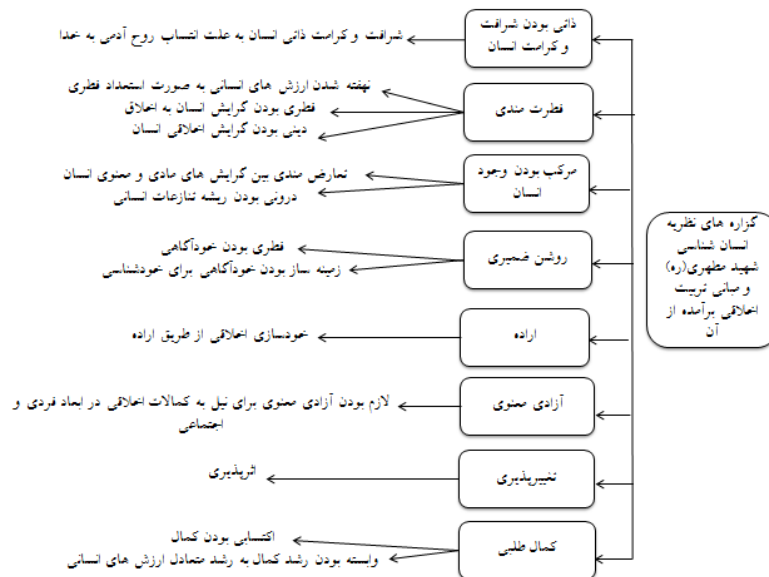 گزاره های نظریه
انسان شناسی
شهید مطهری(ره)
و مبانی تربیت
اخلاقی برآمده از
آن
ذاتی بودن شرافت
و کرامت انسان
شرافت و کرامت ذاتی انسان به علت انتساب روح آدمی به خدا
فطرت مندی
نهفته شدن ارزش های انسانی به صورت استعداد فطری
فطری بودن گرایش انسان به اخلاق
دینی بودن گرایش اخلاقی انسان
مرکب بودن وجود
انسان
تعارض مندی بین گرایش های مادی و معنوی انسان
درونی بودن ریشه تنازعات انسانی
روشن ضمیری
فطری بودن خودآگاهی
زمینه ساز بودن خودآگاهی برای خودشناسی
اراده
خودسازی اخلاقی از طریق اراده
آزادی معنوی
لازم بودن آزادی معنوی برای نیل به کمالات اخلاقی در ابعاد فردی و
اجتماعی
تغییرپذیری
اثرپذیری
کمال طلبی
اکتسابی بودن کمال
وابسته بودن رشد کمال به رشد متعادل ارزش های انسانی